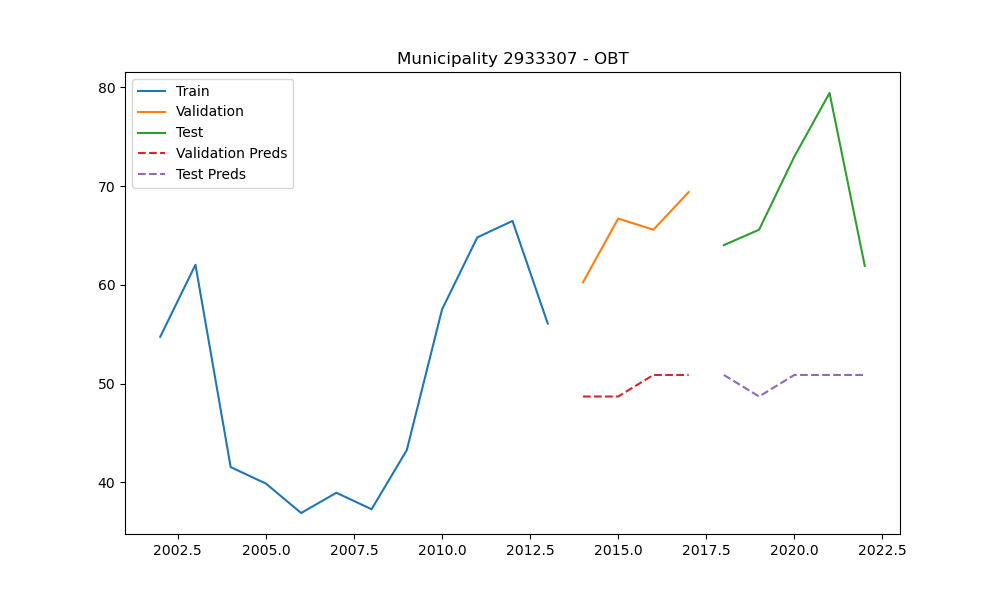 Municipality 2933307 - OBT
Train
Validation
Test
Validation Preds
Test Preds
80
70
60
50
40
2002.5 2005.0 2007.5 2010.0 2012.5 2015.0 2017.5 2020.0 2022.5